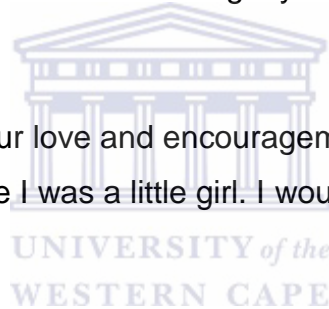 ur love and encouragem
e I was a little girl. I wou
UNIVERSITY of the
WESTERN CAPE